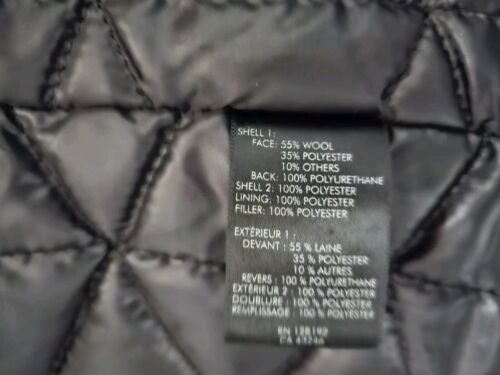 SHELL 1:
FACE: 55% WOOL
35% POLYESTER
10% OTHERS
BACK: 100% POLYURETHANE
SHELL 2: 100% POLYESTER
LINING: 100% POLYESTER
FILLER: 100% POLYESTER
EXTÉRIEUR 1 :
DEVANT : 55 % LAINE
35 % POLYESTER
10 % AUTRES
REVERS : 100 % POLYURÉTHANE
EXTÉRIEUR 2 : 100 % POLYESTER
DOUBLURE : 100 % POLYESTER
REMPLISSAGE : 100 % POLYESTER
RN 128192
CA